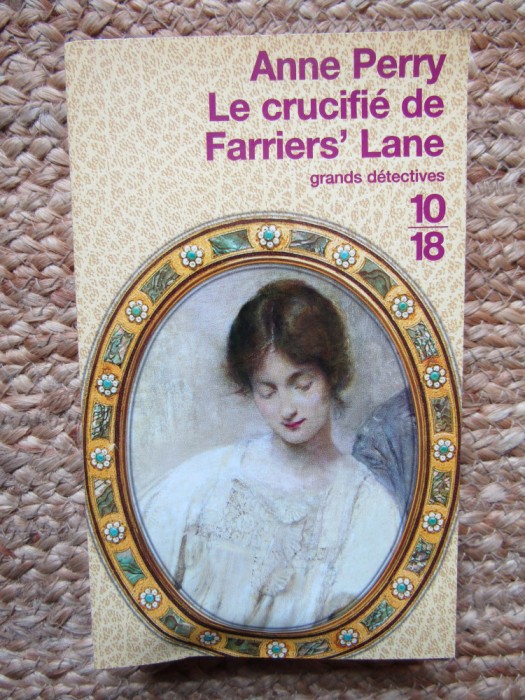 Anne Perry
Le crucifié de
Farriers' Lane
grands détectives
10
18